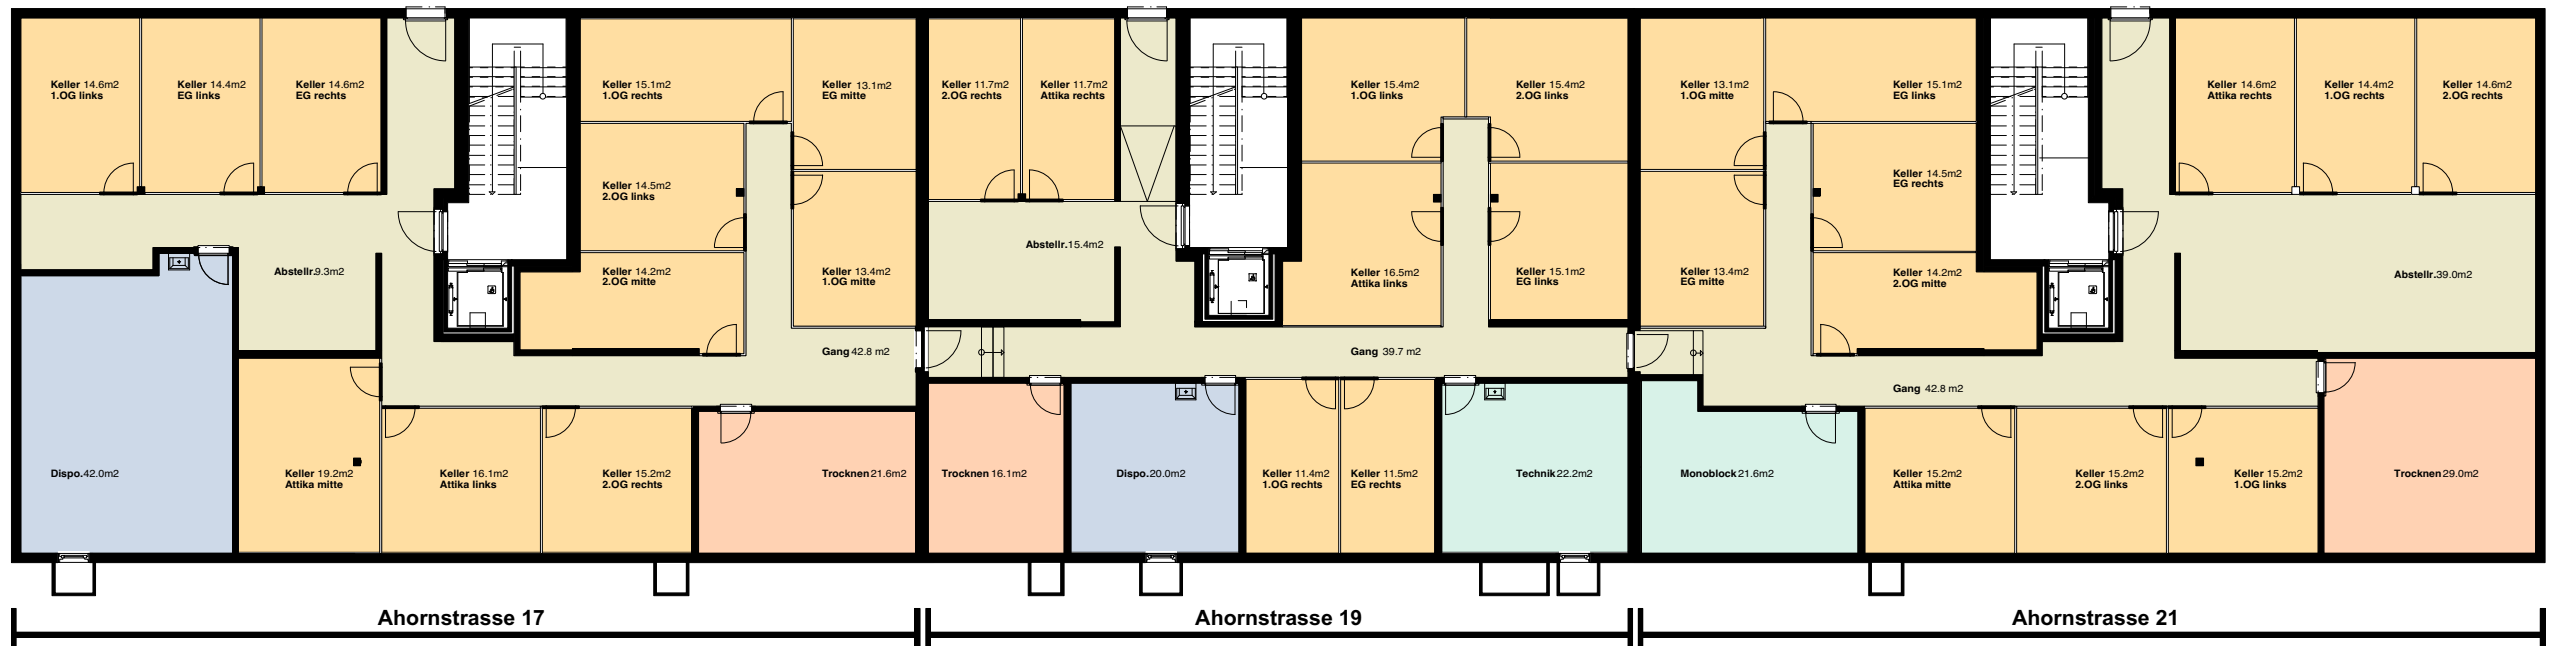 Keller 14.6m2
1.OG links
Keller 14.4m2
EG links
Keller 14.6m2
EG rechts
Keller 15.1m2
1.OG rechts
Keller 13.1m2
EG mitte
Keller 14.5m2
2.OG links
Keller 14.2m2
2.OG mitte
Keller 13.4m2
1.OG mitte
Abstellr.9.3m2
Gang 42.8 m2
Dispo.42.0m2
Keller 19.2m2
Attika mitte
Keller 16.1m2
Attika links
Keller 15.2m2
2.OG rechts
Trocknen21.6m2
Keller 11.7m2
2.OG rechts
Keller 11.7m2
Attika rechts
Keller 15.4m2
1.OG links
Keller 15.4m2
2.OG links
Abstellr.15.4m2
Keller 16.5m2
Attika links
Keller 15.1m2
EG links
Gang 39.7 m2
Trocknen 16.1m2
Dispo.20.0m2
Keller 11.4m2
1.OG rechts
Keller 11.5m2
EG rechts
Technik22.2m2
Keller 13.1m2
1.OG mitte
Keller 15.1m2
EG links
Keller 14.5m2
EG rechts
Keller 13.4m2
EG mitte
Keller 14.2m2
2.OG mitte
Keller 14.6m2
Attika rechts
Keller 14.4m2
1.OG rechts
Keller 14.6m2
2.OG rechts
Abstellr.39.0m2
Gang 42.8 m2
Monoblock21.6m2
Keller 15.2m2
Attika mitte
Keller 15.2m2
2.OG links
Keller 15.2m2
1.OG links
Trocknen29.0m2
Ahornstrasse 17
Ahornstrasse 19
Ahornstrasse 21